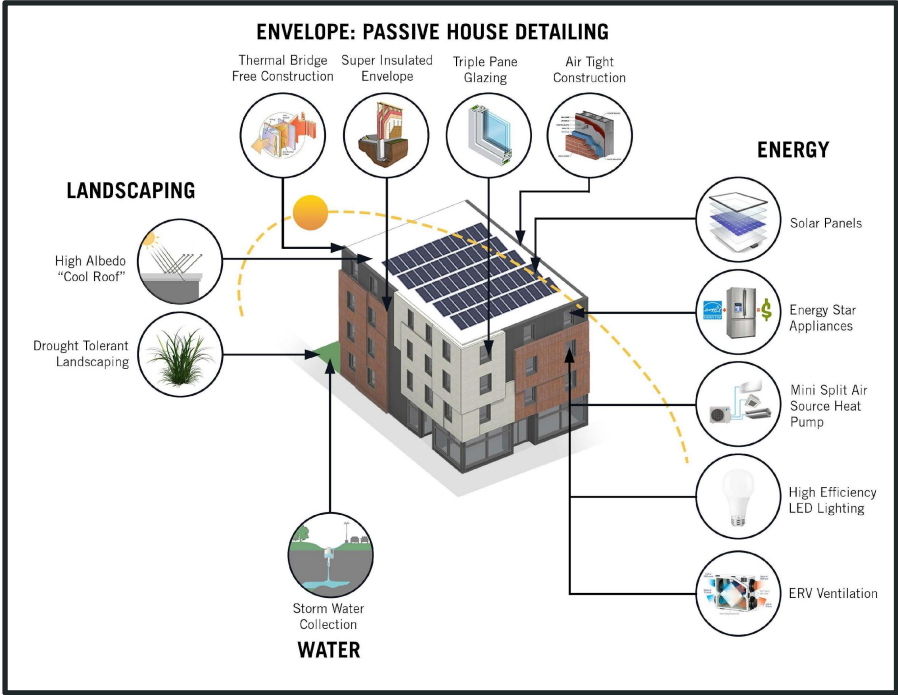 ENVELOPE: PASSIVE HOUSE DETAILING
Thermal Bridge
Free Construction
Super Insulated
Envelope
Triple Pane
Glazing
Air Tight
Construction
LANDSCAPING
High Albedo
“Cool Roof”
Drought Tolerant
Landscaping
ENERGY
Solar Panels
Energy Star
Appliances
Mini Split Air
Source Heat
Pump
High Efficiency
LED Lighting
ERV Ventilation
Storm Water
Collection
WATER